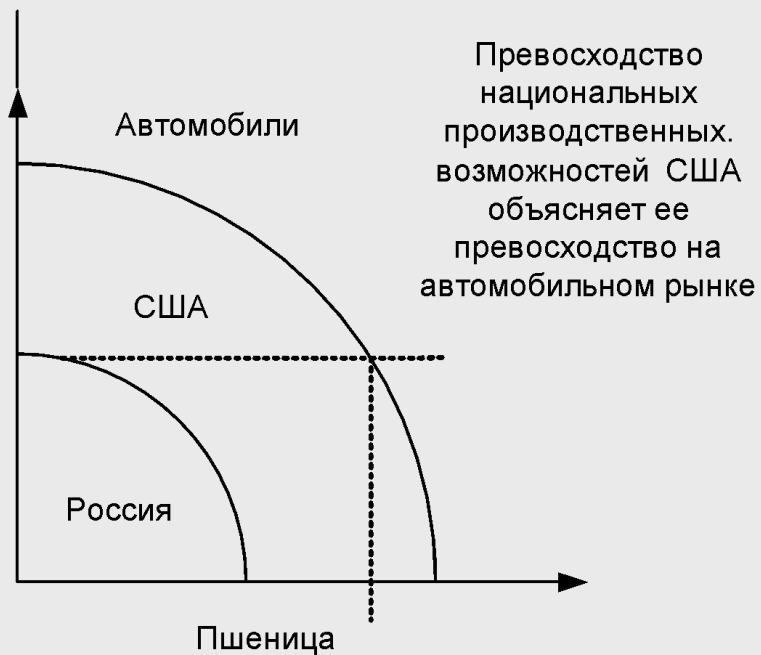 Превосходство
национальных
производственных.
возможностей США
объясняет ее
превосходство на
автомобильном рынке
Автомобили
США
Россия
Пшеница